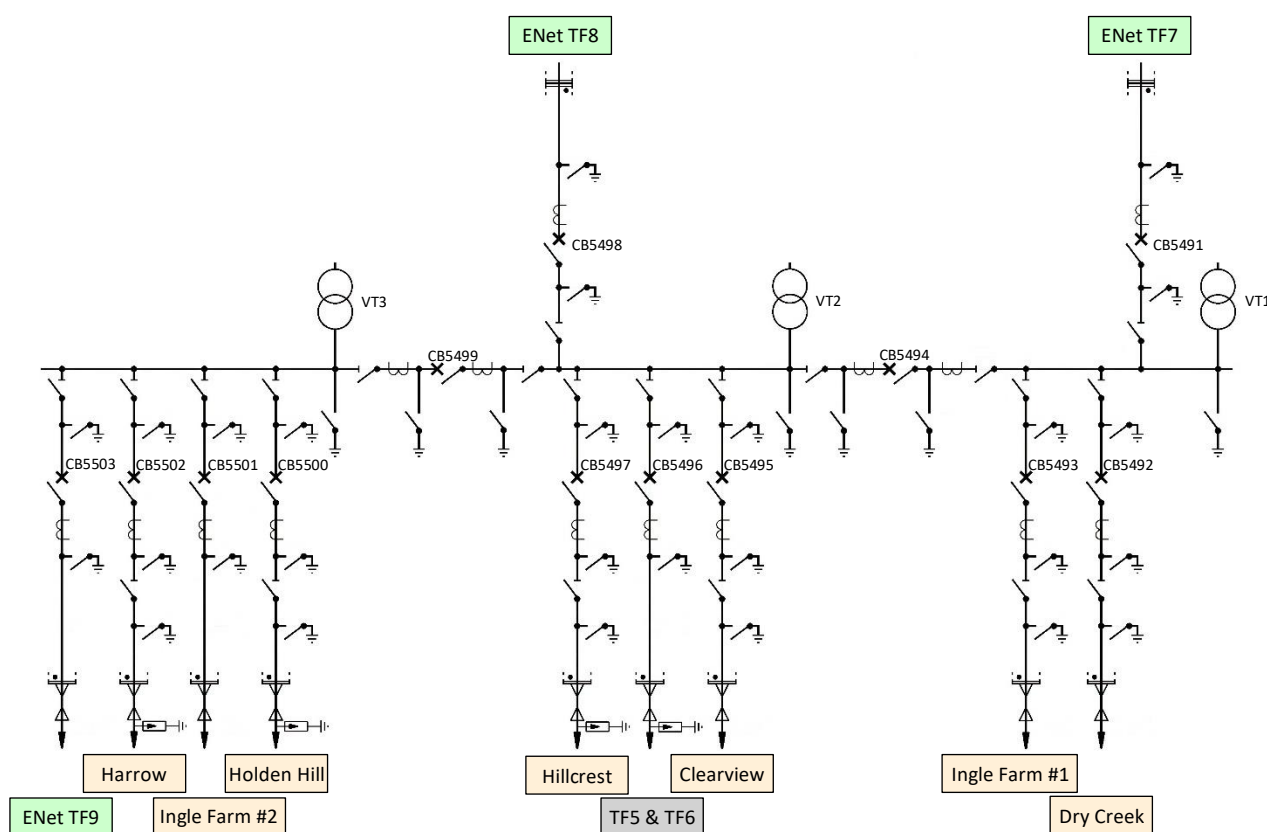 ENet TF8
ENet TF7
CB5498
CB5491
VT3
VT2
VT1
CB5499
CB5494
CB5503
CB5502
CB5501
CB5500
CB5497
CB5496
CB5495
CB5493
CB5492
Harrow
Holden Hill
Hillcrest
Clearview
Ingle Farm #1
ENet TF9
Ingle Farm #2
TF5 & TF6
Dry Creek